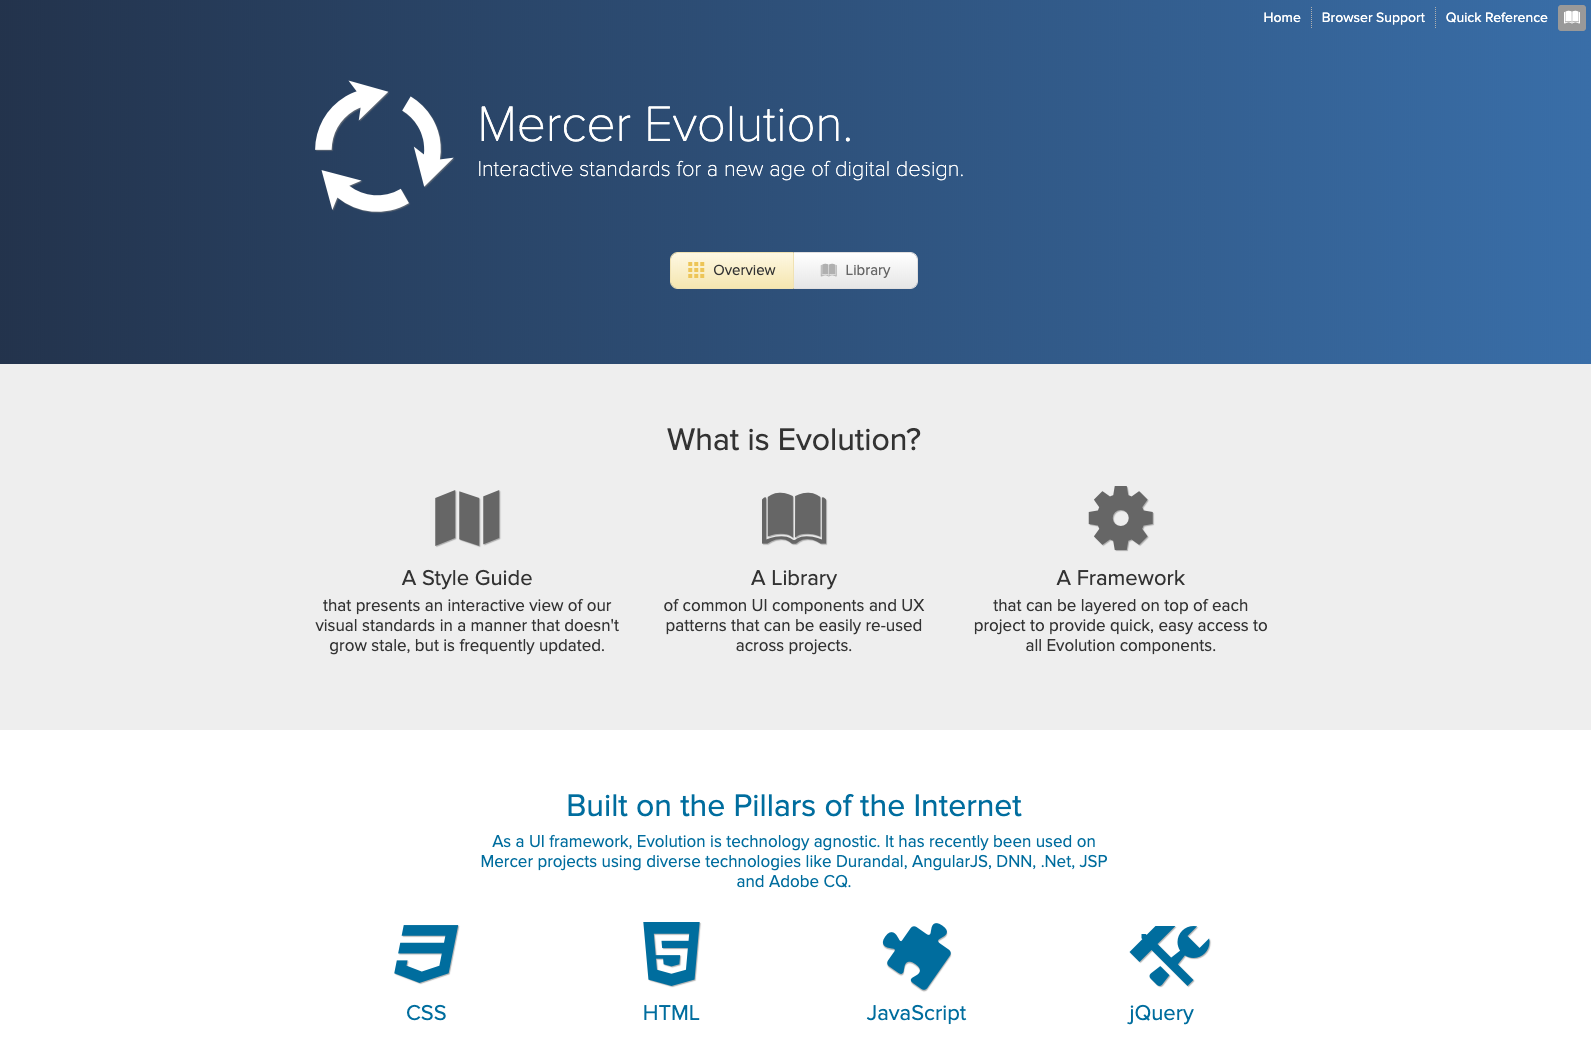 Home
Browser Support
Quick Reference
Mercer Evolution.
Interactive standards for a new age of digital design.
Overview
Library
What is Evolution?
A Style Guide
that presents an interactive view of our
visual standards in a manner that doesn't
grow stale, but is frequently updated.
A Library
of common UI components and UX
patterns that can be easily re-used
across projects.
A Framework
that can be layered on top of each
project to provide quick, easy access to
all Evolution components.
Built on the Pillars of the Internet
As a UI framework, Evolution is technology agnostic. It has recently been used on
Mercer projects using diverse technologies like Durandal, AngularJS, DNN, .Net, JSP
and Adobe CQ.
CSS
HTML
JavaScript
jQuery